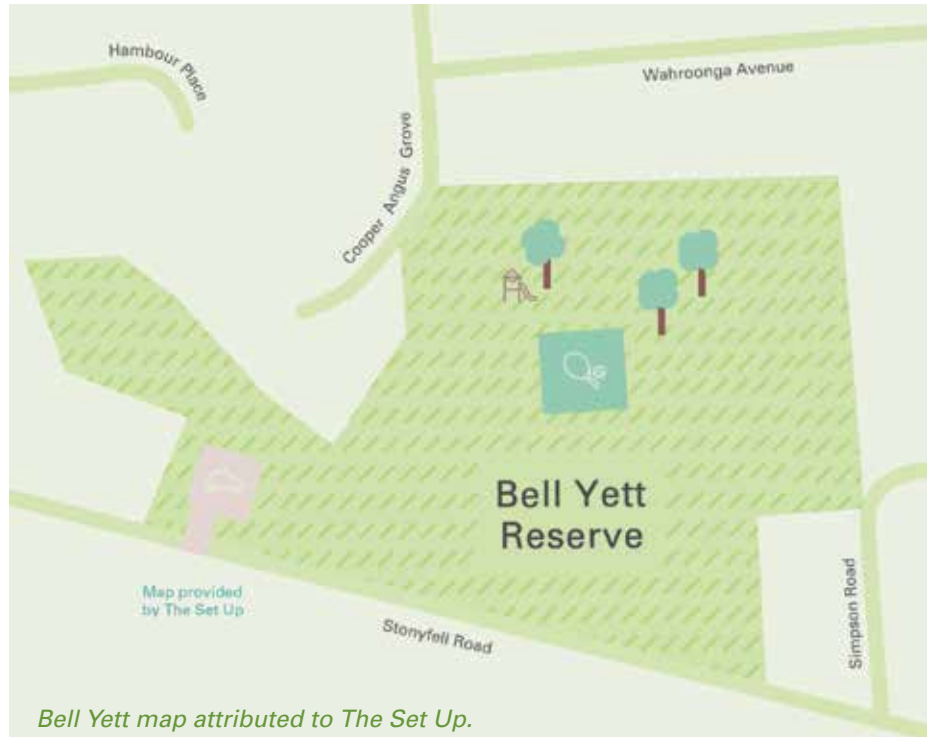 Hambour Place
Wahroonga Avenue
Cooper Angus Grove
Bell Yett
Reserve
Map provided
by The Set Up
Stonyfell Road
Simpson Road
Bell Yett map attributed to The Set Up.